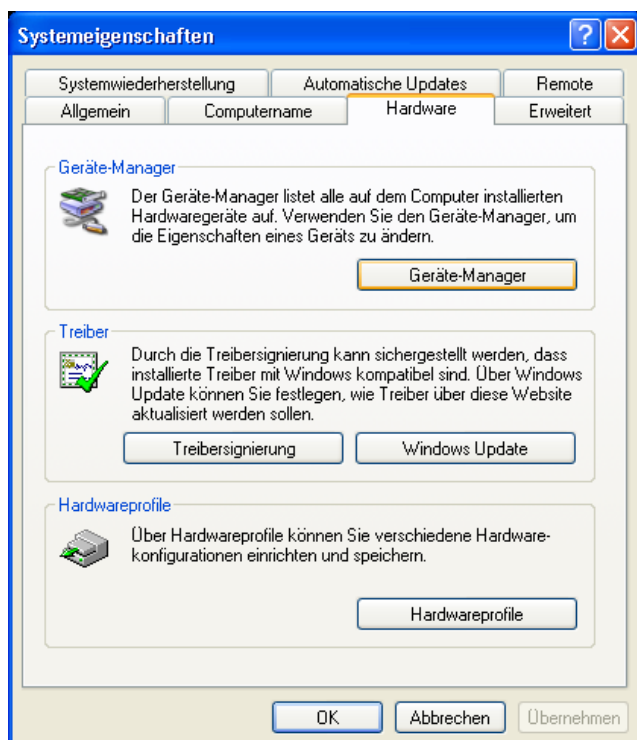 Systemeigenschaften
Systemwiederherstellung Automatische Updates Remote
Allgemein Computername Hardware Erweitert
Geräte-Manager
Der Geräte-Manager listet alle auf dem Computer installierten
Hardwaregeräte auf. Verwenden Sie den Geräte-Manager, um
die Eigenschaften eines Geräts zu ändern.
Geräte-Manager
Treiber
Durch die Treibersignierung kann sichergestellt werden, dass
installierte Treiber mit Windows kompatibel sind. Über Windows
Update können Sie festlegen, wie Treiber über diese Website
aktualisiert werden sollen.
Treibersignierung Windows Update
Hardwareprofile
Über Hardwareprofile können Sie verschiedene Hardware-
konfigurationen einrichten und speichern.
Hardwareprofile
OK Abbrechen Übernehmen